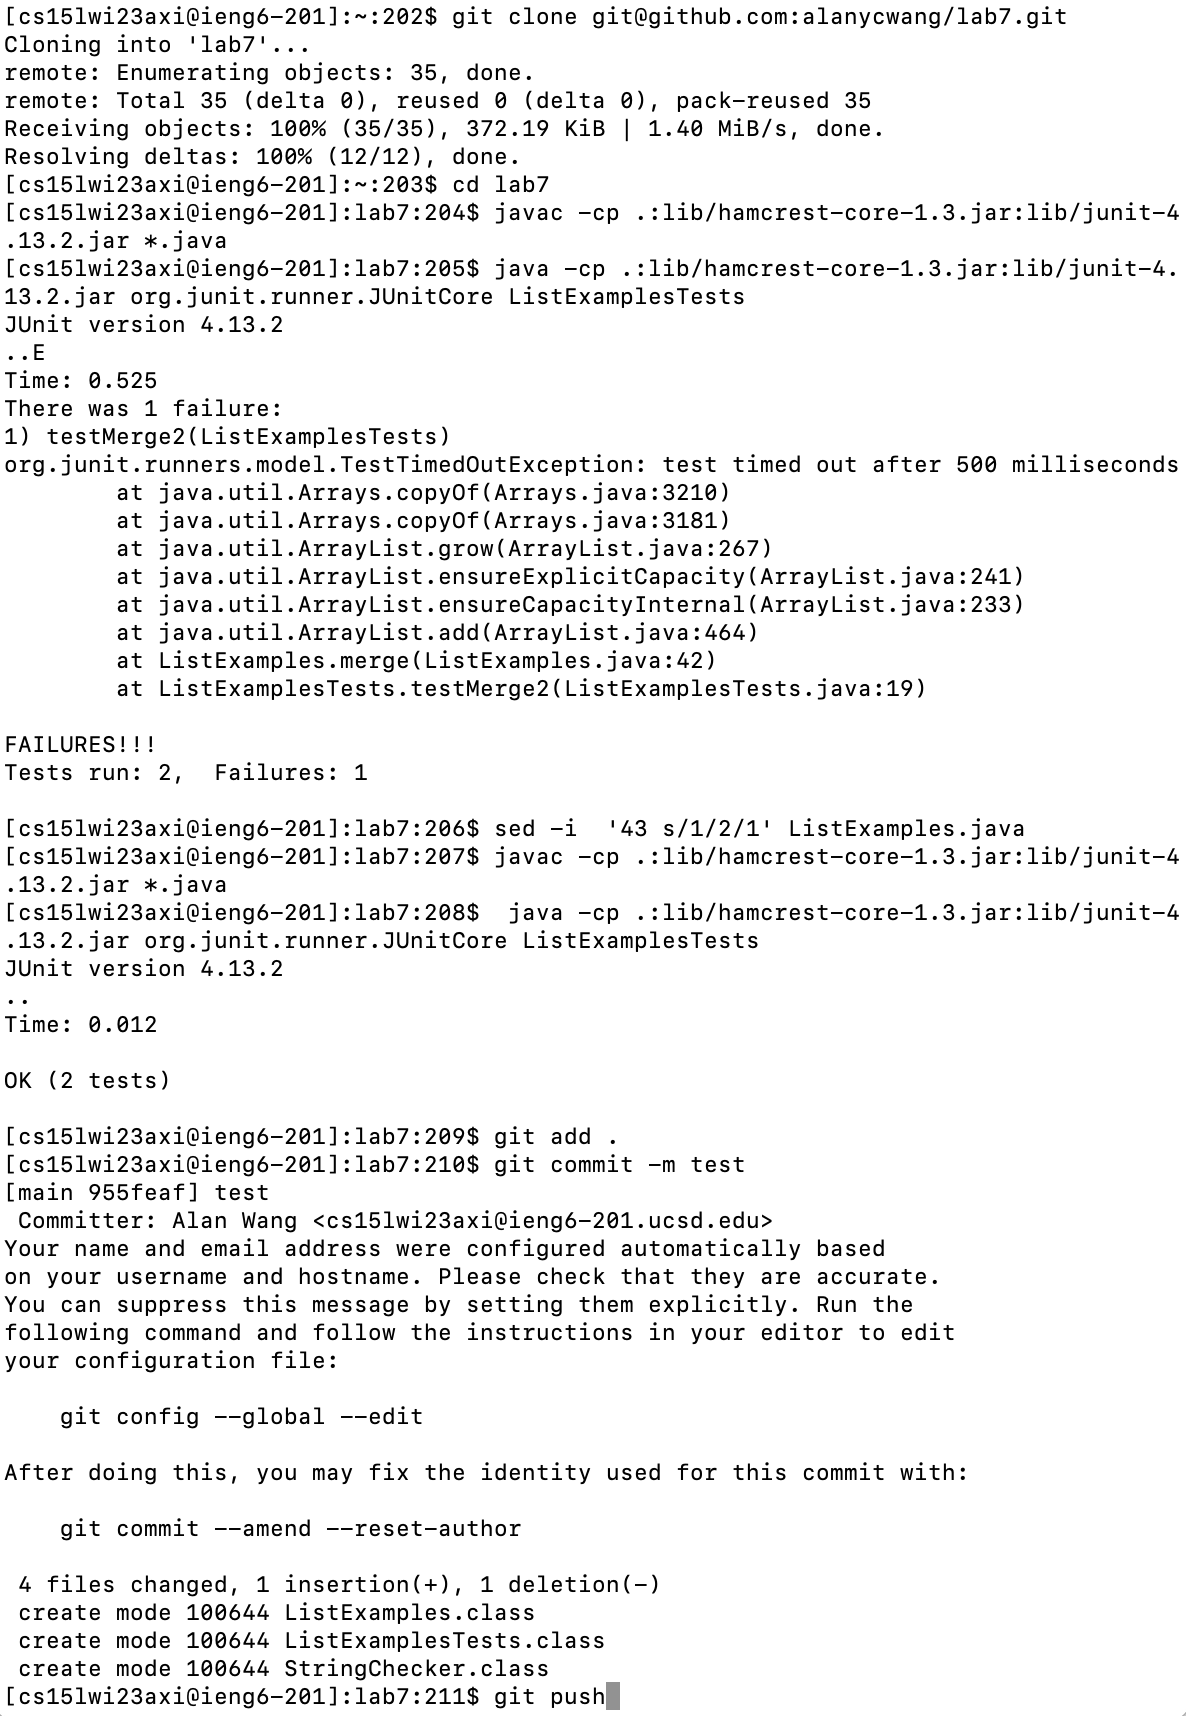 [cs15lwi23axi@ieng6-201]:~:202$ git clone git@github.com:alanycwang/lab7.git
Cloning into 'lab7'...
remote: Enumerating objects: 35, done.
remote: Total 35 (delta 0), reused 0 (delta 0), pack-reused 35
Receiving objects: 100% (35/35), 372.19 KiB | 1.40 MiB/s, done.
Resolving deltas: 100% (12/12), done.
[cs15lwi23axi@ieng6-201]:~:203$ cd lab7
[cs15lwi23axi@ieng6-201]:lab7:204$ javac -cp .:lib/hamcrest-core-1.3.jar:lib/junit-4
.13.2.jar *.java
[cs15lwi23axi@ieng6-201]:lab7:205$ java -cp .:lib/hamcrest-core-1.3.jar:lib/junit-4.
13.2.jar org.junit.runner.JUnitCore ListExamplesTests
JUnit version 4.13.2
..E
Time: 0.525
There was 1 failure:
1) testMerge2(ListExamplesTests)
org.junit.runners.model.TestTimedOutException: test timed out after 500 milliseconds
        at java.util.Arrays.copyOf(Arrays.java:3210)
        at java.util.Arrays.copyOf(Arrays.java:3181)
        at java.util.ArrayList.grow(ArrayList.java:267)
        at java.util.ArrayList.ensureExplicitCapacity(ArrayList.java:241)
        at java.util.ArrayList.ensureCapacityInternal(ArrayList.java:233)
        at java.util.ArrayList.add(ArrayList.java:464)
        at ListExamples.merge(ListExamples.java:42)
        at ListExamplesTests.testMerge2(ListExamplesTests.java:19)

FAILURES!!!
Tests run: 2,  Failures: 1

[cs15lwi23axi@ieng6-201]:lab7:206$ sed -i  '43 s/1/2/1' ListExamples.java
[cs15lwi23axi@ieng6-201]:lab7:207$ javac -cp .:lib/hamcrest-core-1.3.jar:lib/junit-4
.13.2.jar *.java
[cs15lwi23axi@ieng6-201]:lab7:208$  java -cp .:lib/hamcrest-core-1.3.jar:lib/junit-4
.13.2.jar org.junit.runner.JUnitCore ListExamplesTests
JUnit version 4.13.2
..
Time: 0.012

OK (2 tests)

[cs15lwi23axi@ieng6-201]:lab7:209$ git add .
[cs15lwi23axi@ieng6-201]:lab7:210$ git commit -m test
[main 955feaf] test
 Committer: Alan Wang <cs15lwi23axi@ieng6-201.ucsd.edu>
Your name and email address were configured automatically based
on your username and hostname. Please check that they are accurate.
You can suppress this message by setting them explicitly. Run the
following command and follow the instructions in your editor to edit
your configuration file:

    git config --global --edit

After doing this, you may fix the identity used for this commit with:

    git commit --amend --reset-author

 4 files changed, 1 insertion(+), 1 deletion(-)
 create mode 100644 ListExamples.class
 create mode 100644 ListExamplesTests.class
 create mode 100644 StringChecker.class
[cs15lwi23axi@ieng6-201]:lab7:211$ git push